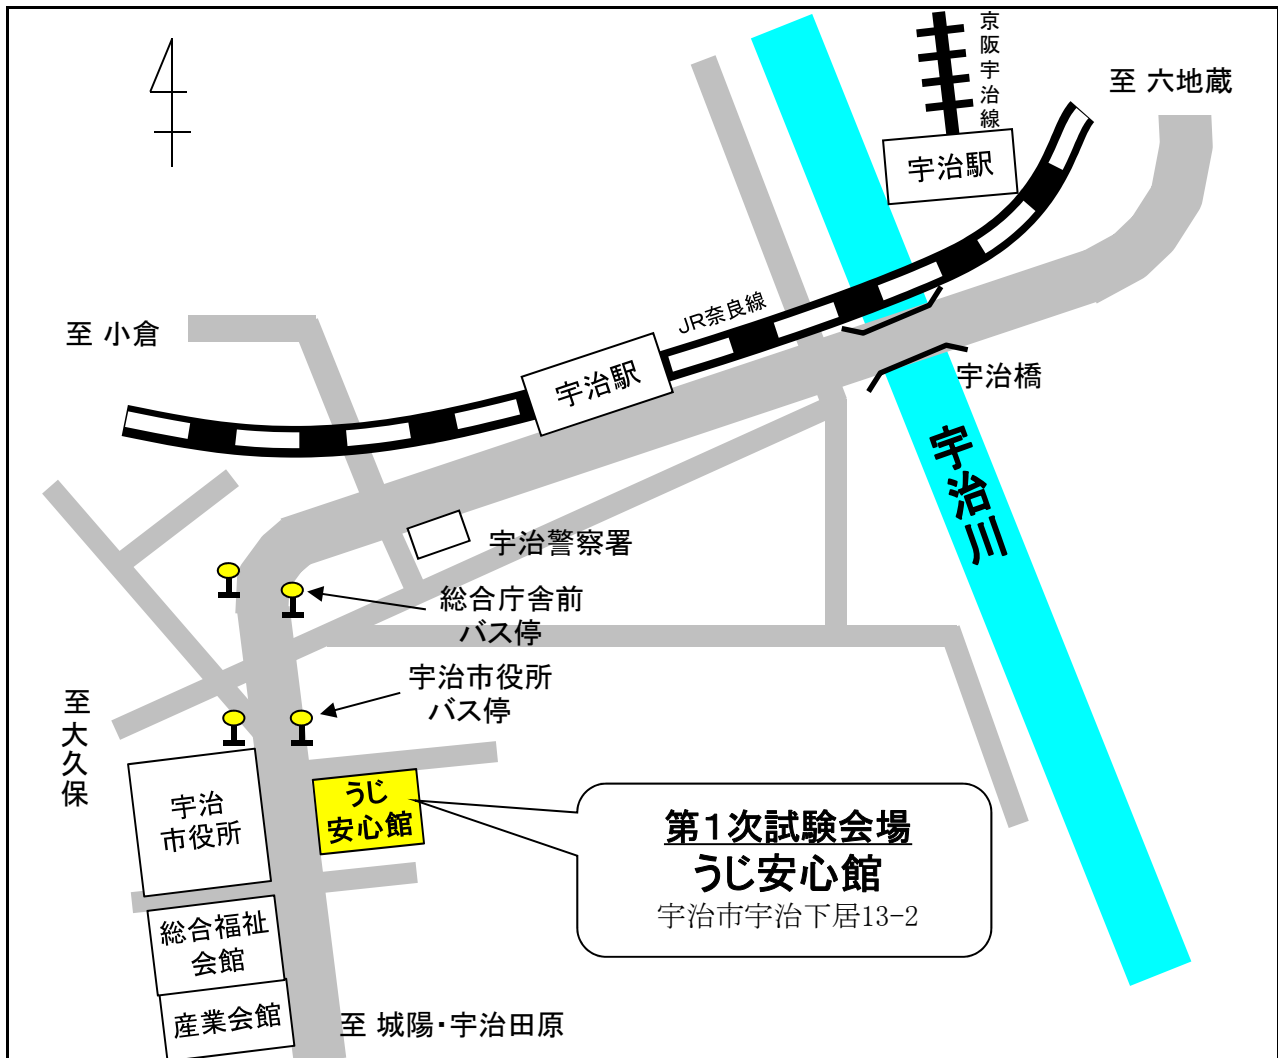 京阪宇治線
至 六地蔵
宇治駅
JR奈良線
至 小倉
宇治駅
宇治橋
宇治川
宇治警察署
総合庁舎前
バス停
宇治市役所
バス停
至大久保
宇治
市役所
うじ
安心館
第１次試験会場
うじ安心館
宇治市宇治下居13-2
総合福祉
会館
産業会館
至 城陽・宇治田原